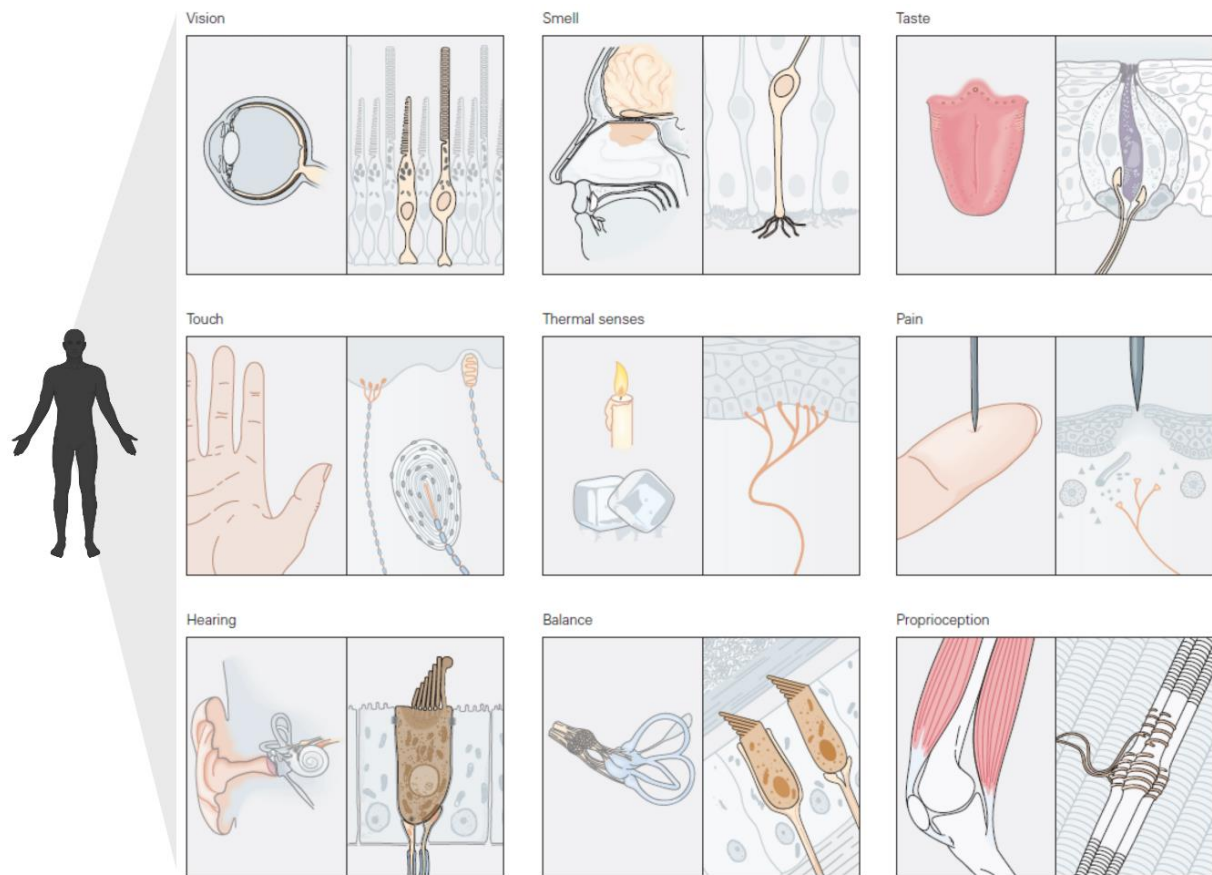 Vision
Smell
Taste
Touch
Thermal senses
Pain
Hearing
Balance
Proprioception